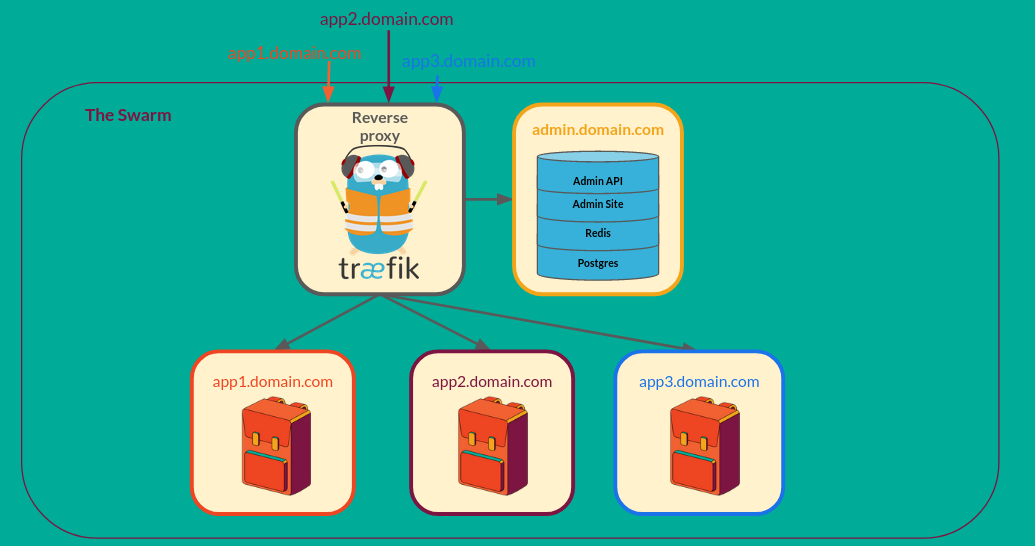 app2.domain.com
app1.domain.com
app3.domain.com
The Swarm
Reverse
proxy
træfik
admin.domain.com
Admin API
Admin Site
Redis
Postgres
app1.domain.com
app2.domain.com
app3.domain.com